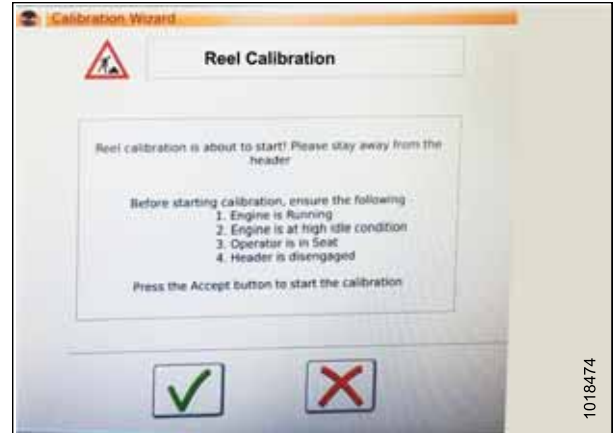 Calibration Wizard
Reel Calibration
Reel calibration is about to start! Please stay away from the
header
Before starting calibration, ensure the following
1. Engine is Running
2. Engine is at high idle condition
3. Operator is in Seat
4. Header is disengaged
Press the Accept button to start the calibration
1018474